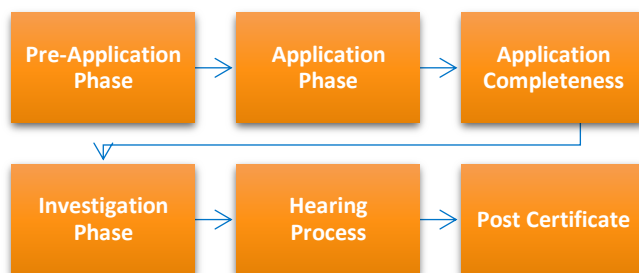 Pre-Application
Phase
Application
Phase
Application
Completeness
Investigation
Phase
Hearing
Process
Post Certificate